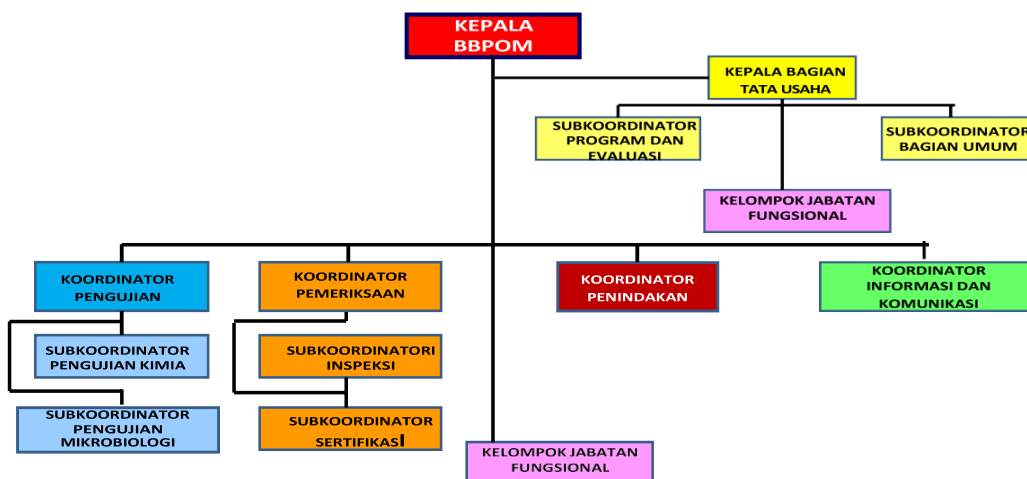 KEPALA
BBPOM
KEPALA BAGIAN
TATA USAHA
SUBKOORDINATOR
PROGRAM DAN
EVALUASI
SUBKOORDINATOR
BAGIAN UMUM
KELOMPOK JABATAN
FUNGSIONAL
KOORDINATOR
PENGUJIAN
KOORDINATOR
PEMERIKSAAN
KOORDINATOR
PENINDAKAN
KOORDINATOR
INFORMASI DAN
KOMUNIKASI
SUBKOORDINATOR
PENGUJIAN KIMIA
SUBKOORDINATORI
INSPEKSI
SUBKOORDINATOR
PENGUJIAN
MIKROBIOLOGI
SUBKOORDINATOR
SERTIFIKASI
KELOMPOK JABATAN
FUNGSIONAL